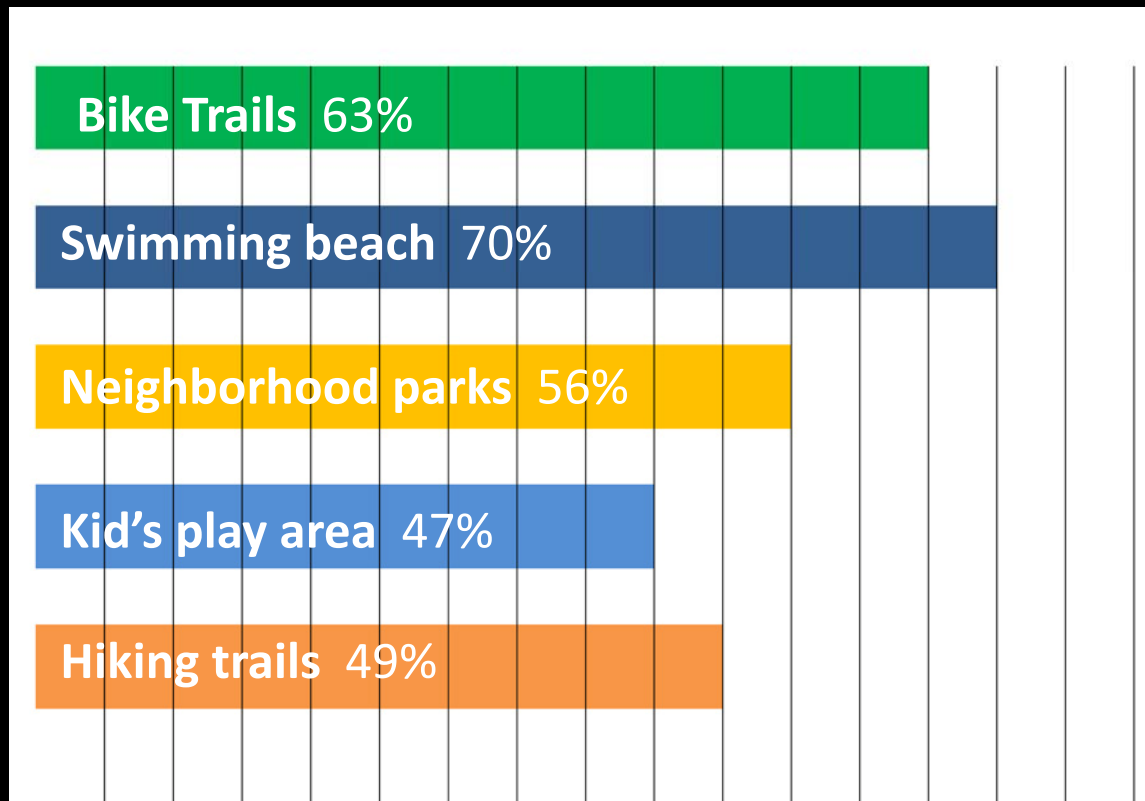 Bike Trails 63%
Swimming beach 70%
Neighborhood parks 56%
Kid’s play area 47%
Hiking trails 49%